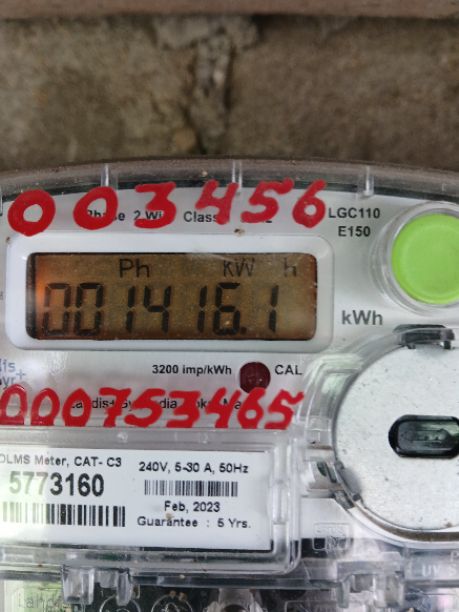 003456
Phase 2 Wi Class
LGC110
E150
Ph KW h
001416.1
kWh
3200 imp/kWh CAL
000753465
DLMS Meter, CAT- C3
5773160
240V, 5-30 A, 50Hz
Feb, 2023
Guarantee : 5 Yrs.